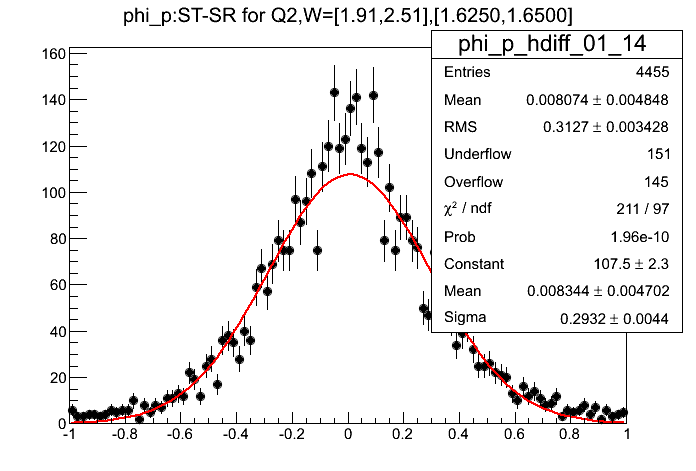 phi_p:ST-SR for Q2,W=[1.91,2.51],[1.6250,1.6500]
phi_p_hdiff_01_14
Entries 4455
Mean 0.008074 ± 0.004848
RMS 0.3127 ± 0.003428
Underflow 151
Overflow 145
χ² / ndf 211 / 97
Prob 1.96e-10
Constant 107.5 ± 2.3
Mean 0.008344 ± 0.004702
Sigma 0.2932 ± 0.0044
160
140
120
100
80
60
40
20
0
-1 -0.8 -0.6 -0.4 -0.2 0 0.2 0.4 0.6 0.8 1